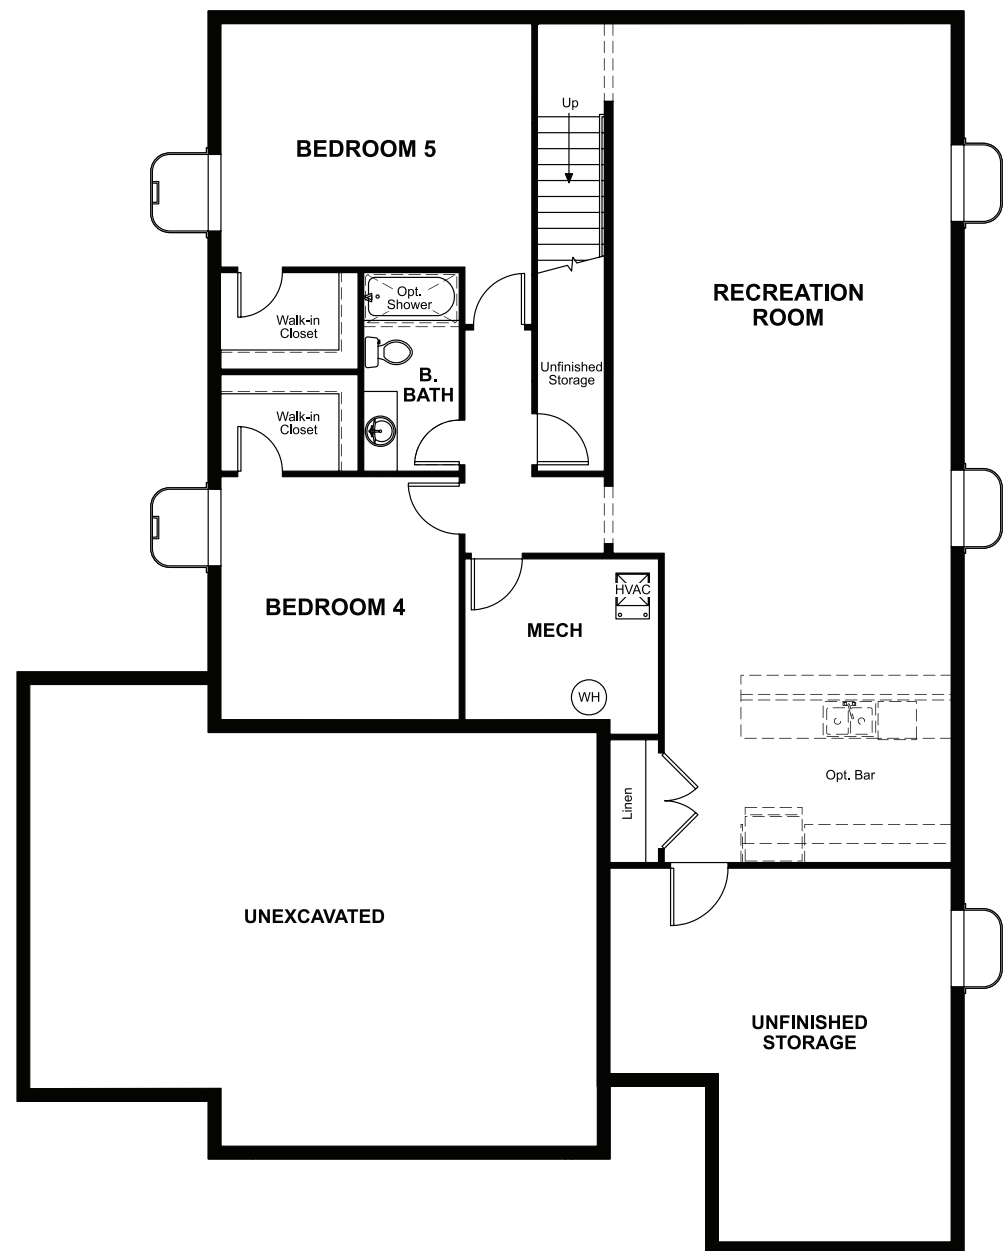 Up
BEDROOM 5
RECREATION
ROOM
Opt.
Shower
Walk-in
Closet
B.
BATH
Unfinished
Storage
Walk-in
Closet
BEDROOM 4
HVAC
MECH
WH
Opt. Bar
Linen
UNEXCAVATED
UNFINISHED
STORAGE